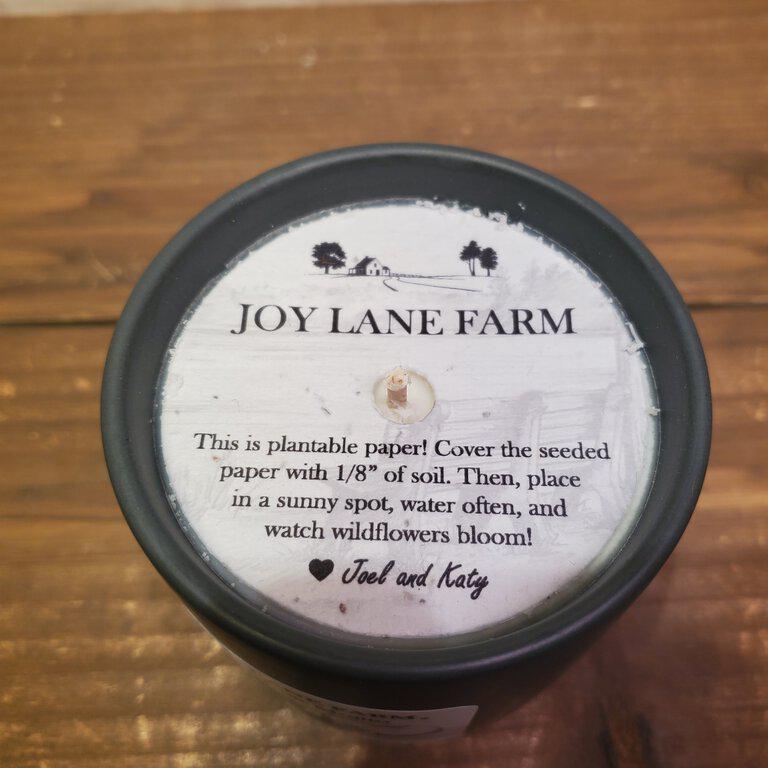 JOY LANE FARM
This is plantable paper! Cover the seeded
paper with 1/8” of soil. Then, place
in a sunny spot, water often, and
watch wildflowers bloom!
♥ Joel and Katy
FARM